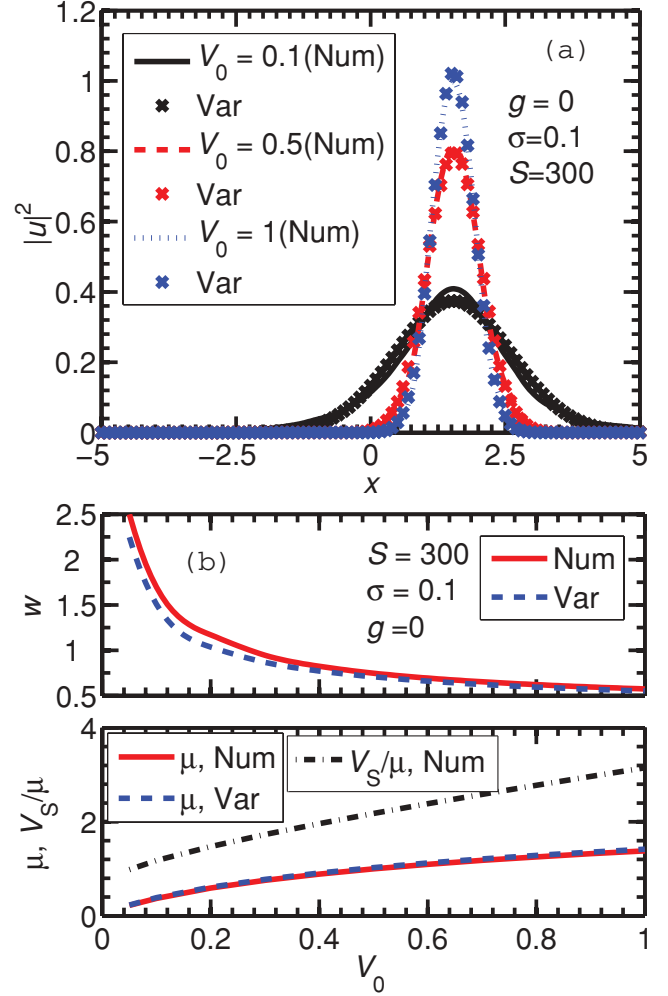 1.2
1
0.8
0.6
0.4
0.2
0
|u|²
V₀ = 0.1(Num)
Var
V₀ = 0.5(Num)
Var
V₀ = 1(Num)
Var
(a)
g = 0
σ=0.1
S=300
−5 −2.5 0 2.5 5
x
2.5
2
1.5
1
0.5
w
(b)
S = 300
σ = 0.1
g =0
Num
Var
4
2
0
μ, V_S/μ
μ, Num
μ, Var
V_S/μ, Num
0 0.2 0.4 0.6 0.8 1
V₀